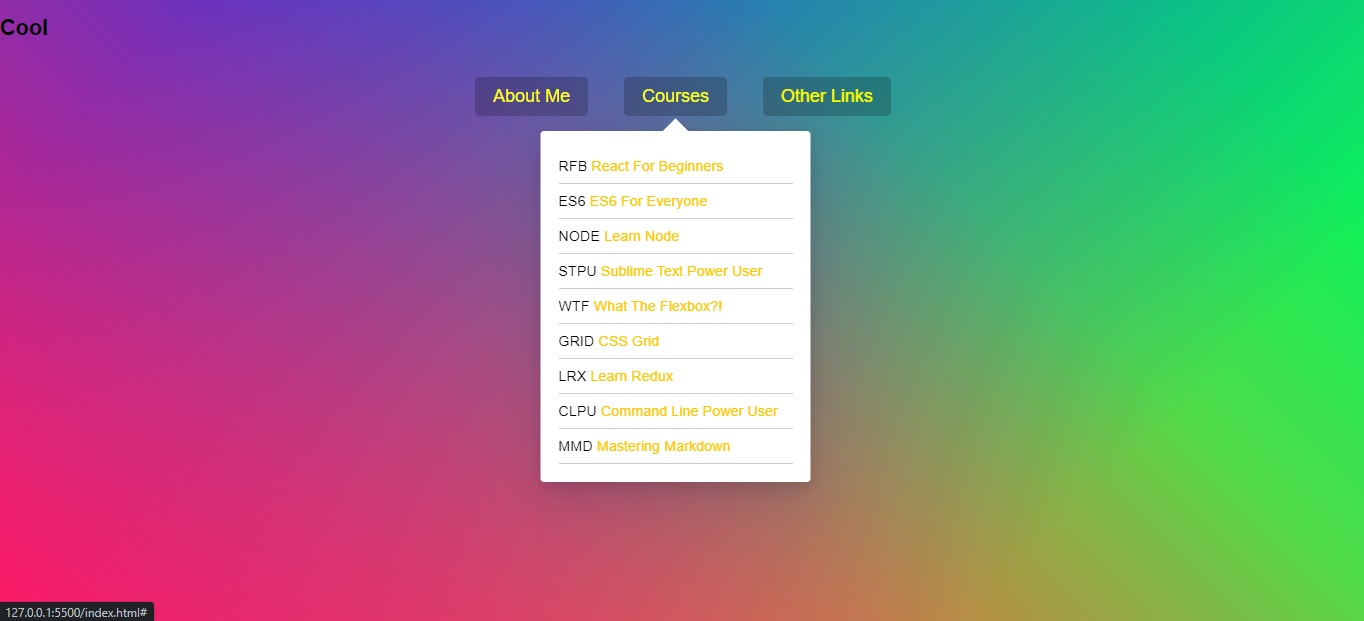 Cool
About Me Courses Other Links
RFB React For Beginners
ES6 ES6 For Everyone
NODE Learn Node
STPU Sublime Text Power User
WTF What The Flexbox?!
GRID CSS Grid
LRX Learn Redux
CLPU Command Line Power User
MMD Mastering Markdown
127.0.0.1:5500/index.html#